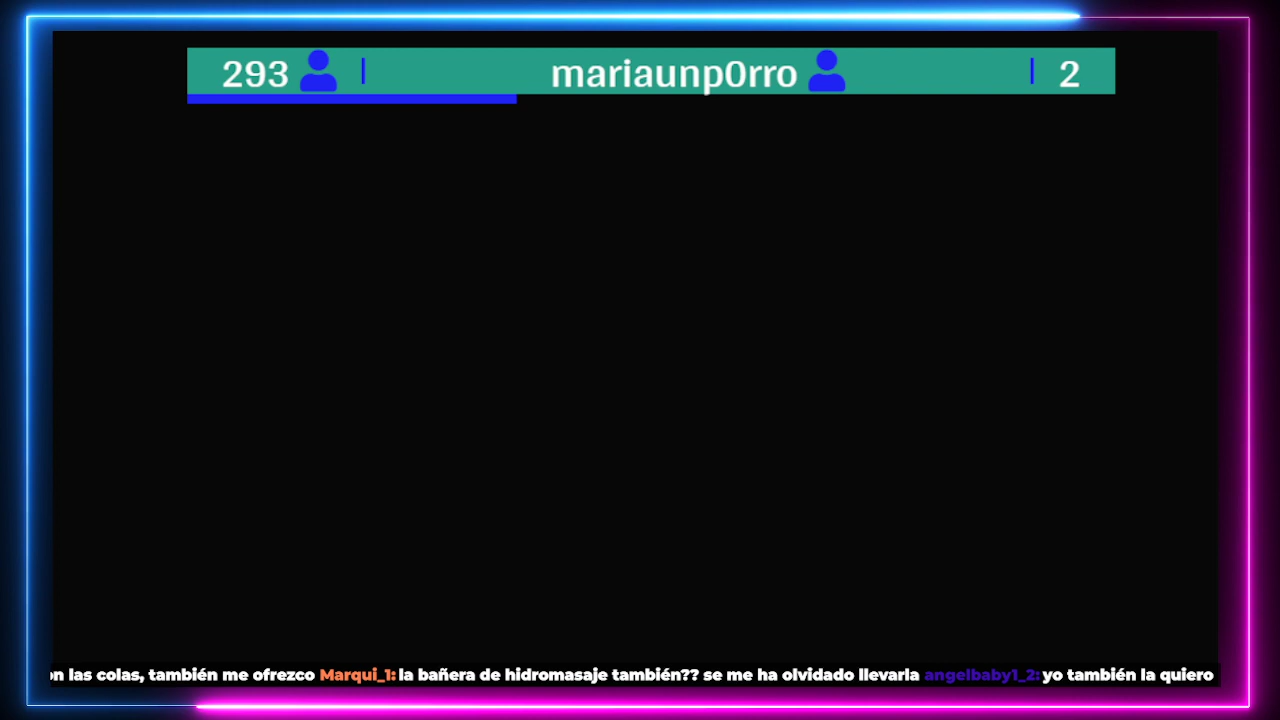 293 mariaunp0rro 2
las colas, también me ofrezco Marqui_1: la bañera de hidromasaje también?? se me ha olvidado llevarla angelbaby1_2: yo también la quiero